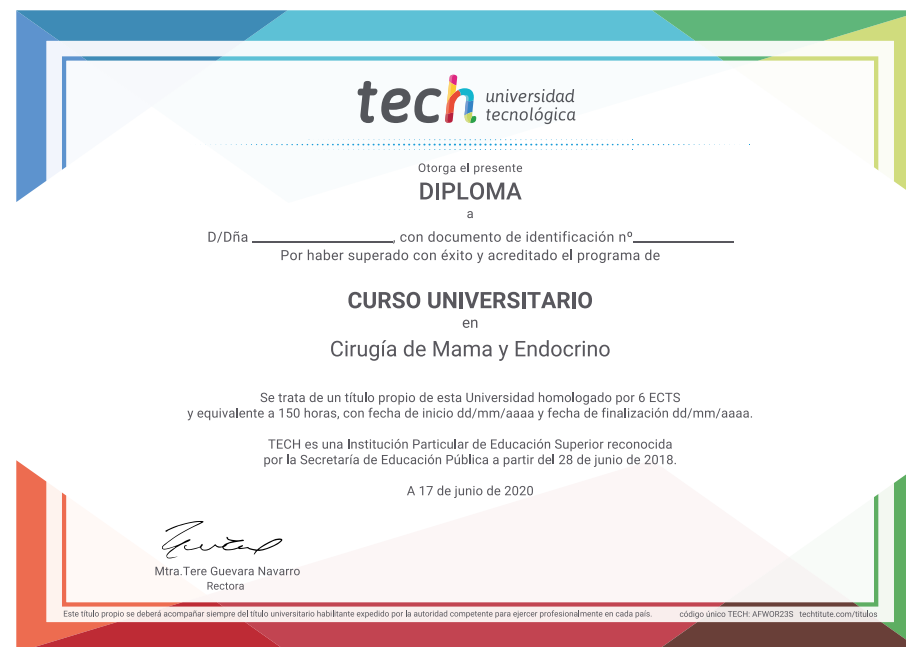 tech universidad
tecnológica
Otorga el presente
DIPLOMA
a
D/Dña ____________________, con documento de identificación nº______________
Por haber superado con éxito y acreditado el programa de
CURSO UNIVERSITARIO
en
Cirugía de Mama y Endocrino
Se trata de un título propio de esta Universidad homologado por 6 ECTS
y equivalente a 150 horas, con fecha de inicio dd/mm/aaaa y fecha de finalización dd/mm/aaaa.
TECH es una Institución Particular de Educación Superior reconocida
por la Secretaría de Educación Pública a partir del 28 de junio de 2018.
A 17 de junio de 2020
Mtra.Tere Guevara Navarro
Rectora
Este título propio se deberá acompañar siempre del título universitario habilitante expedido por la autoridad competente para ejercer profesionalmente en cada país. código único TECH: AFWOR23S techtitute.com/títulos